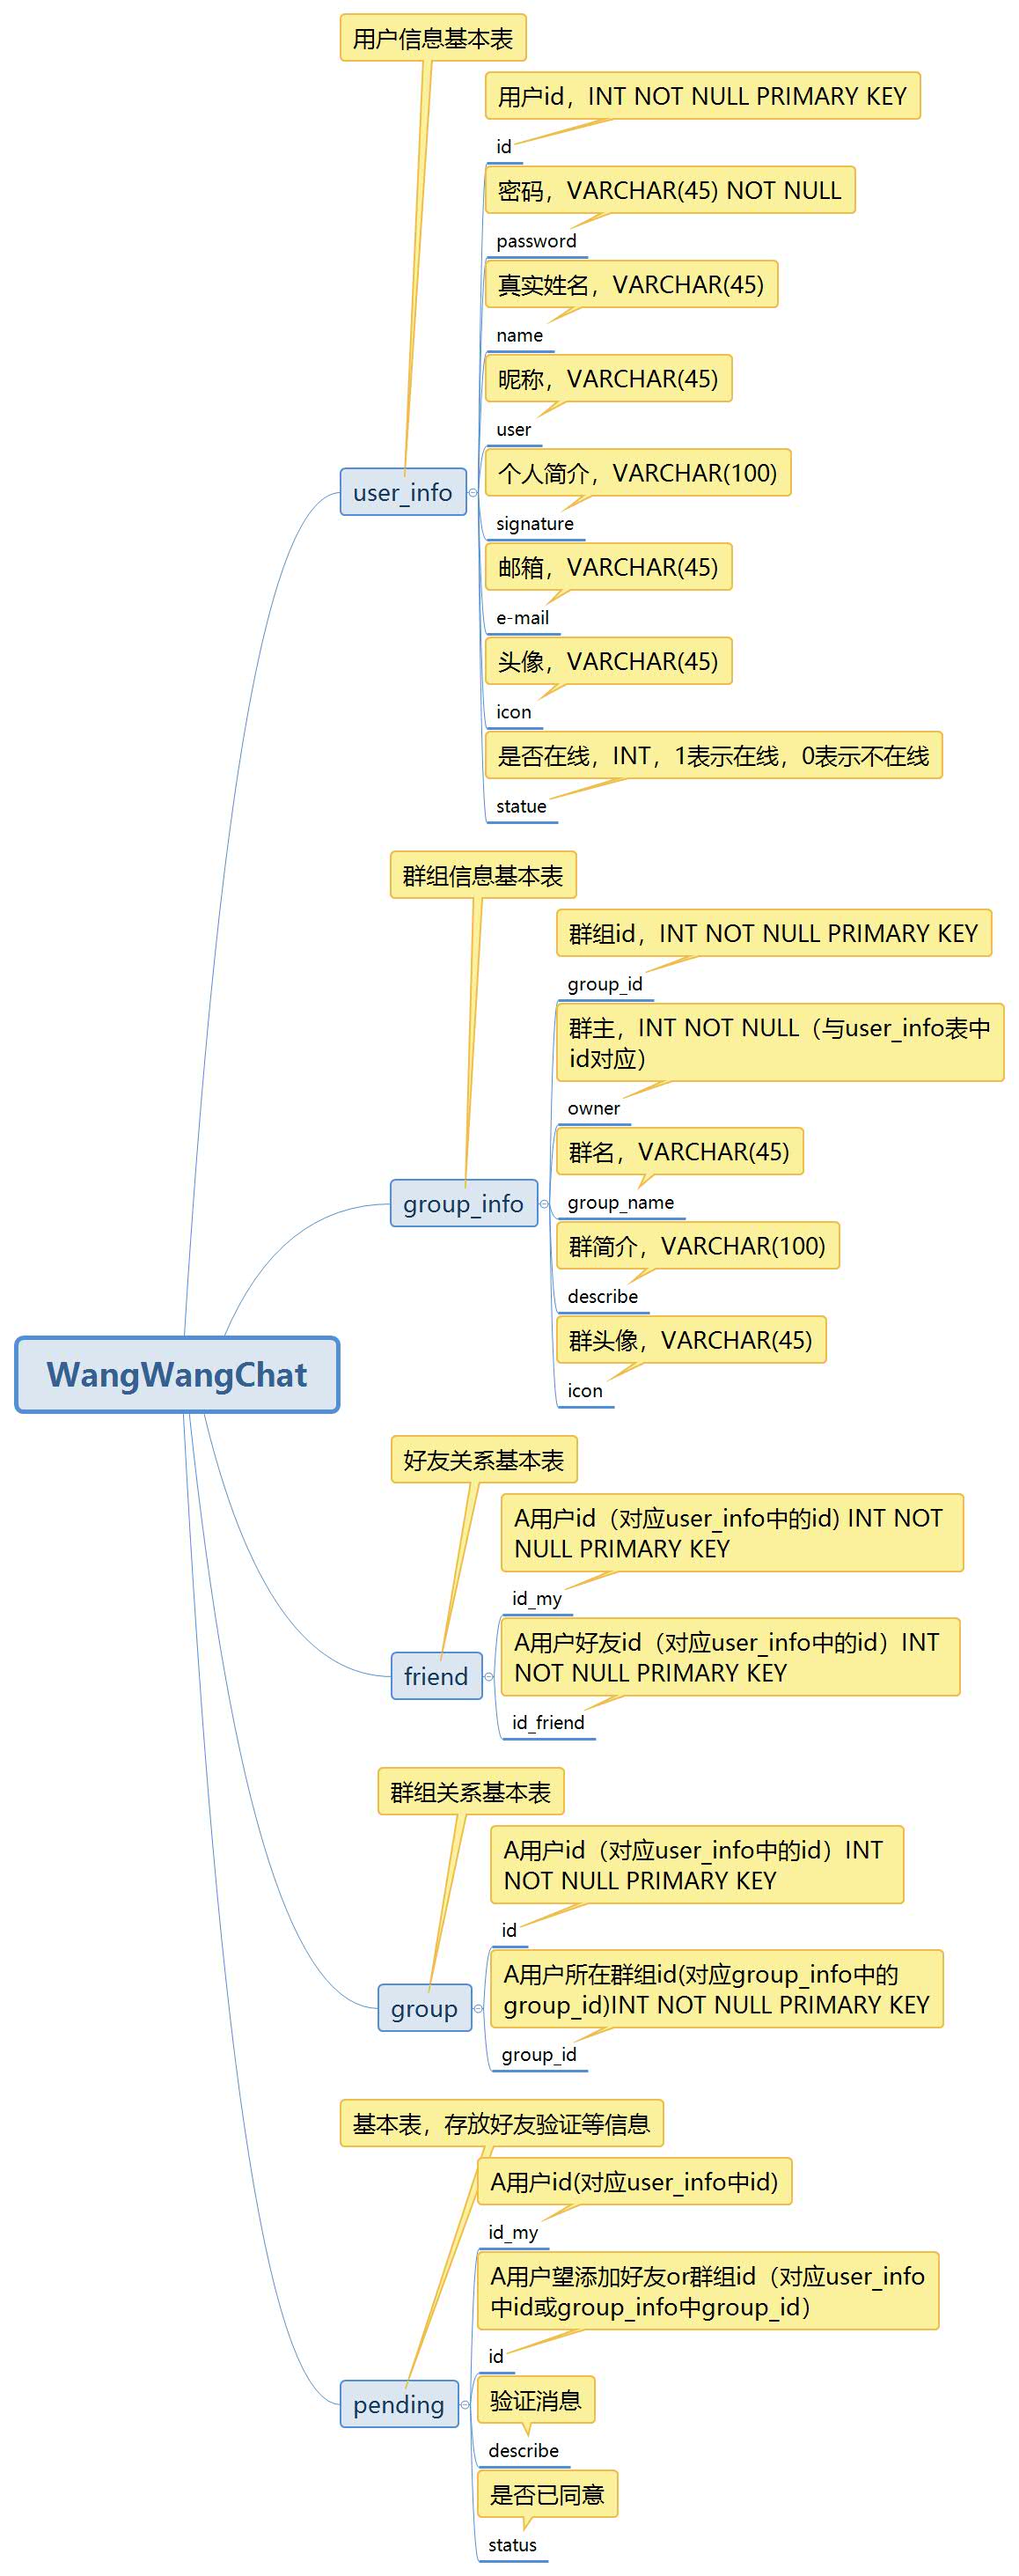 用户信息基本表
用户id，INT NOT NULL PRIMARY KEY
id
密码，VARCHAR(45) NOT NULL
password
真实姓名，VARCHAR(45)
name
昵称，VARCHAR(45)
user
user_info
个人简介，VARCHAR(100)
signature
邮箱，VARCHAR(45)
e-mail
头像，VARCHAR(45)
icon
是否在线，INT，1表示在线，0表示不在线
statue
群组信息基本表
群组id，INT NOT NULL PRIMARY KEY
group_id
群主，INT NOT NULL（与user_info表中
id对应）
owner
群名，VARCHAR(45)
group_info
group_name
群简介，VARCHAR(100)
describe
群头像，VARCHAR(45)
icon
WangWangChat
好友关系基本表
A用户id（对应user_info中的id) INT NOT
NULL PRIMARY KEY
id_my
friend
A用户好友id（对应user_info中的id）INT
NOT NULL PRIMARY KEY
id_friend
群组关系基本表
A用户id（对应user_info中的id）INT
NOT NULL PRIMARY KEY
id
group
A用户所在群组id(对应group_info中的
group_id)INT NOT NULL PRIMARY KEY
group_id
基本表，存放好友验证等信息
A用户id(对应user_info中id)
id_my
A用户望添加好友or群组id（对应user_info
中id或group_info中group_id）
id
pending
验证消息
describe
是否已同意
status